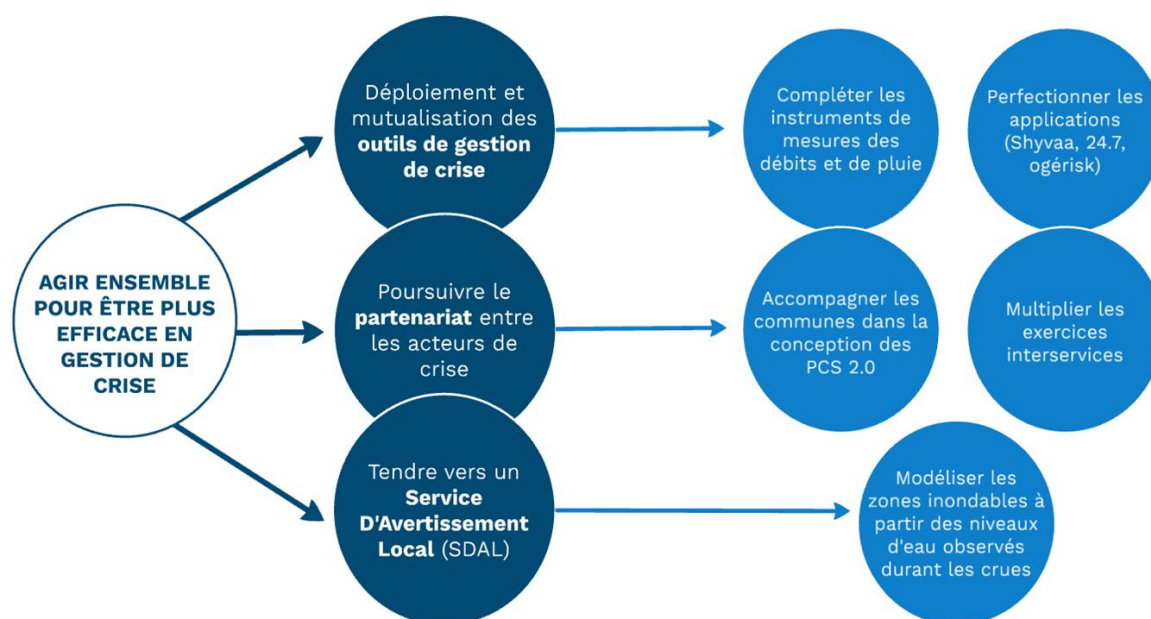 AGIR ENSEMBLE
POUR ÊTRE PLUS
EFFICACE EN
GESTION DE
CRISE
Déploiement et
mutualisation des
outils de gestion
de crise
Compléter les
instruments de
mesures des
débits et de pluie
Perfectionner les
applications
(Shyvaa, 24.7,
ogérisk)
Poursuivre le
partenariat entre
les acteurs de
crise
Accompagner les
communes dans la
conception des
PCS 2.0
Multiplier les
exercices
interservices
Tendre vers un
Service
D'Avertissement
Local (SDAL)
Modéliser les
zones inondables à
partir des niveaux
d'eau observés
durant les crues